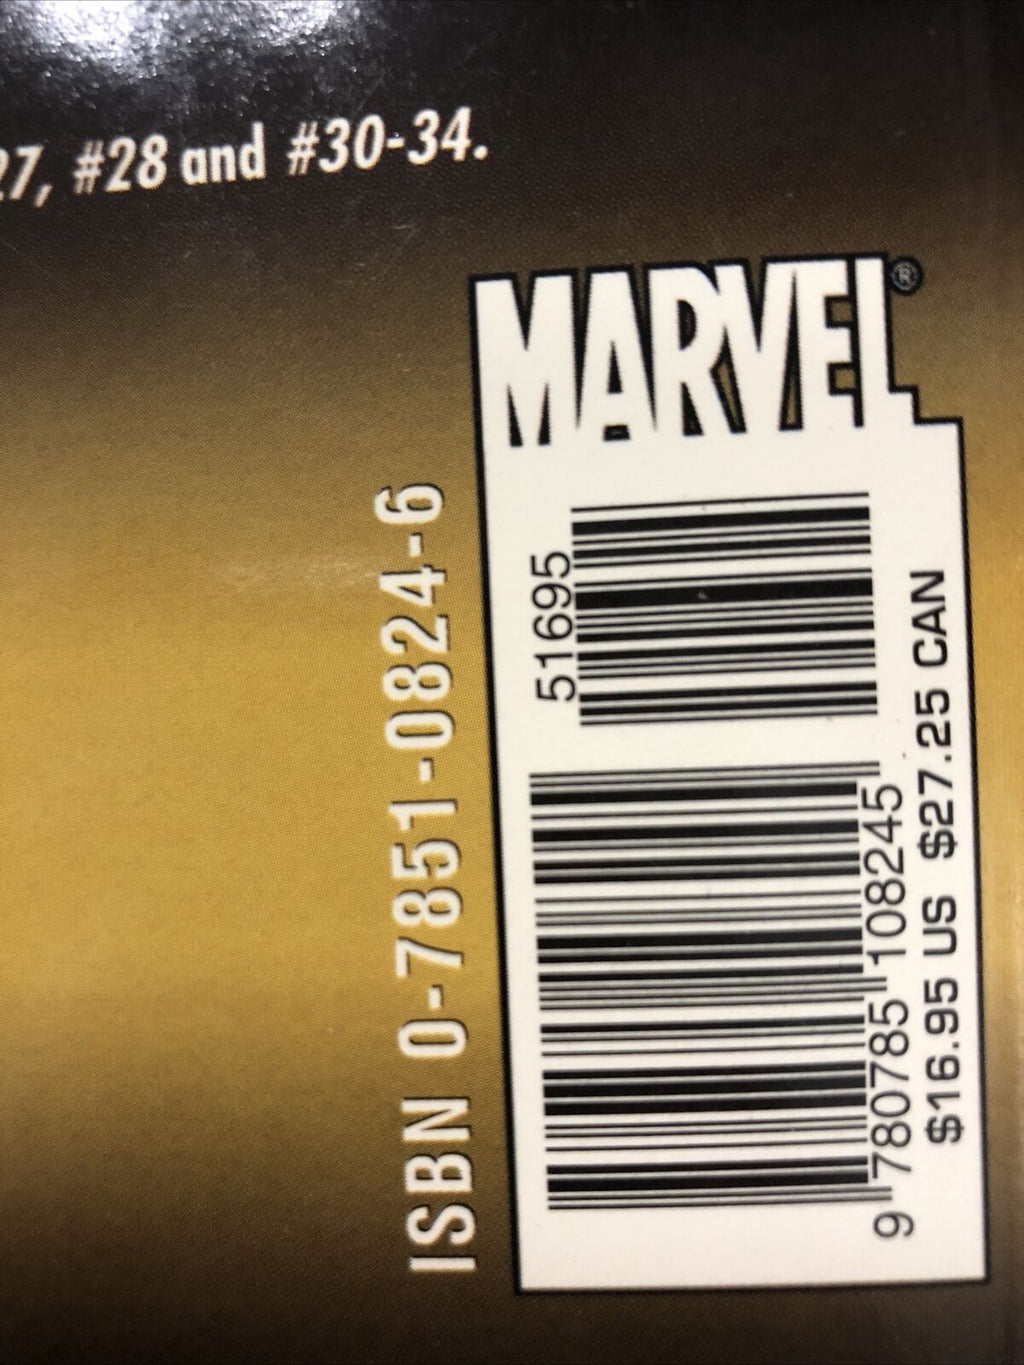 27, #28 and #30-34.
MARVEL®
ISBN 0-7851-0824-6
51695
9 780785 108245
$16.95 US $27.25 CAN